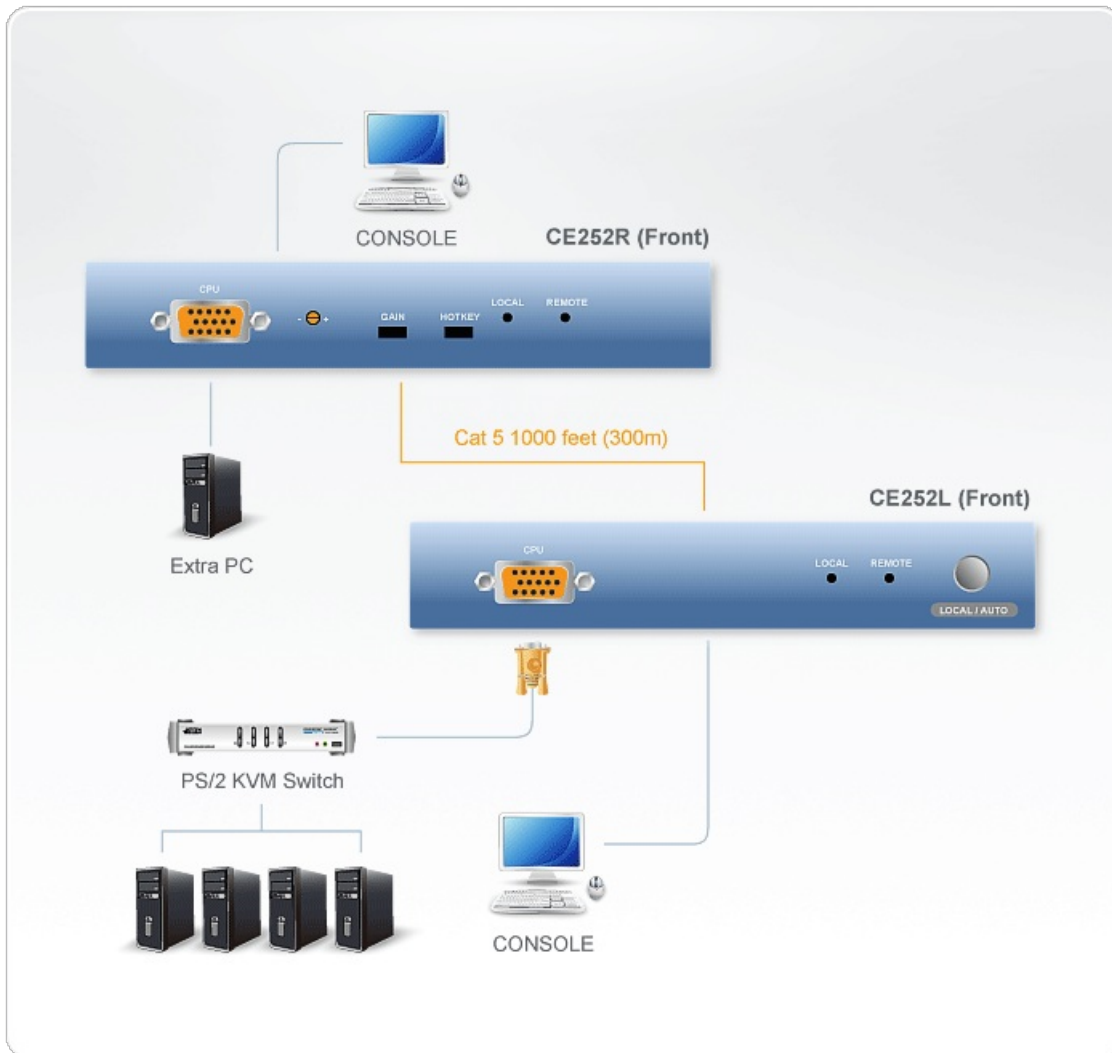 CONSOLE
CE252R (Front)
CPU
- +
GAIN
HOTKEY
LOCAL
REMOTE
Cat 5 1000 feet (300m)
Extra PC
CE252L (Front)
CPU
LOCAL
REMOTE
LOCAL / AUTO
PS/2 KVM Switch
CONSOLE